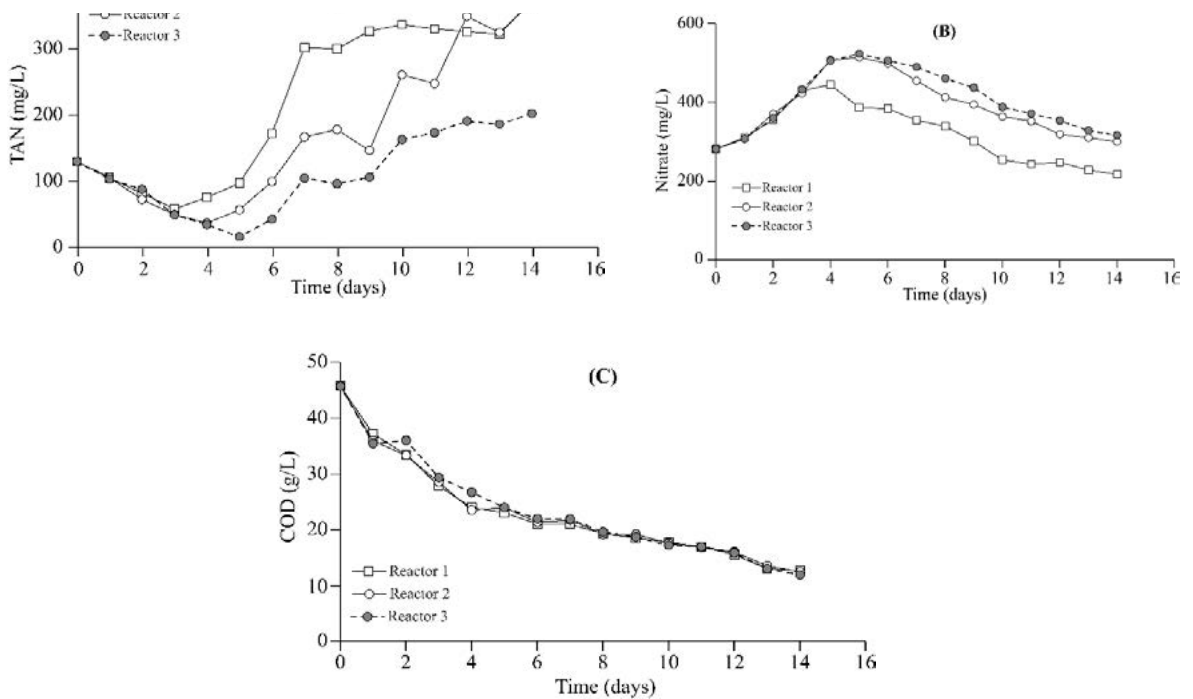 Reactor 2
Reactor 3
TAN (mg/L)
300
200
100
0
0 2 4 6 8 10 12 14 16
Time (days)
(B)
Nitrate (mg/L)
600
400
200
0
Reactor 1
Reactor 2
Reactor 3
0 2 4 6 8 10 12 14 16
Time (days)
(C)
COD (g/L)
50
40
30
20
10
0
Reactor 1
Reactor 2
Reactor 3
0 2 4 6 8 10 12 14 16
Time (days)